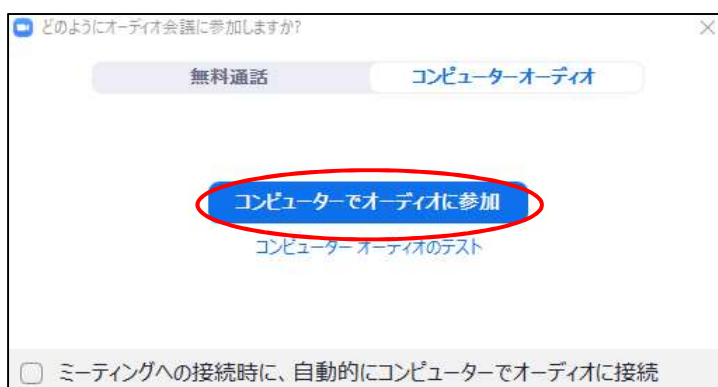 どのようにオーディオ会議に参加しますか?
無料通話 コンピューターオーディオ
コンピューターでオーディオに参加
コンピューター オーディオのテスト
ミーティングへの接続時に、自動的にコンピューターでオーディオに接続